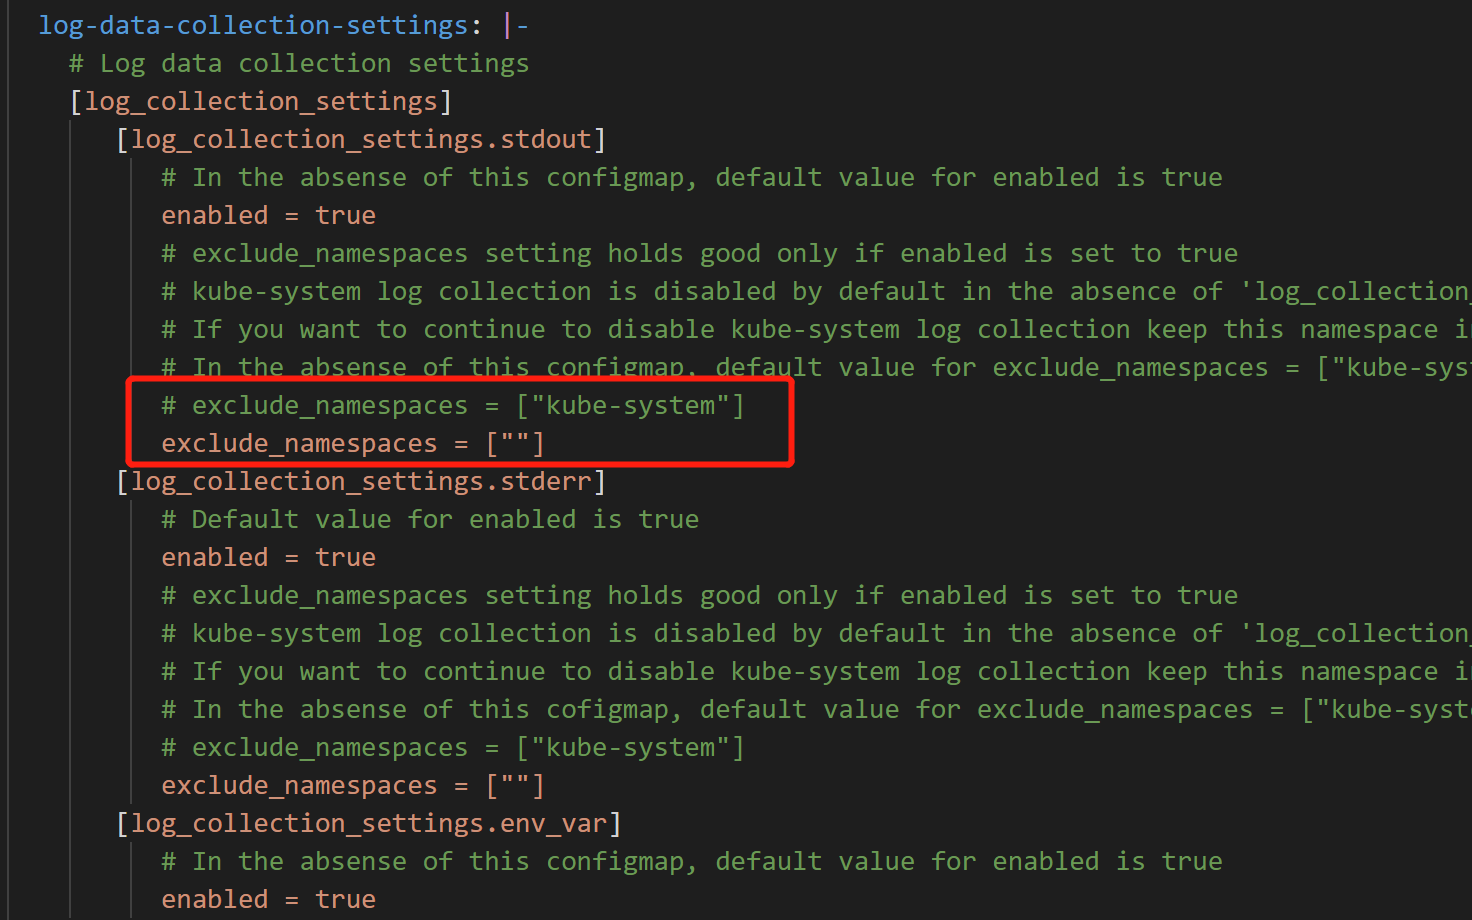 log-data-collection-settings: |-
# Log data collection settings
[log_collection_settings]
[log_collection_settings.stdout]
# In the absense of this configmap, default value for enabled is true
enabled = true
# exclude_namespaces setting holds good only if enabled is set to true
# kube-system log collection is disabled by default in the absence of 'log_collection_
# If you want to continue to disable kube-system log collection keep this namespace i
# In the absense of this configmap, default value for exclude_namespaces = ["kube-sys
# exclude_namespaces = ["kube-system"]
exclude_namespaces = [""]
[log_collection_settings.stderr]
# Default value for enabled is true
enabled = true
# exclude_namespaces setting holds good only if enabled is set to true
# kube-system log collection is disabled by default in the absence of 'log_collection_
# If you want to continue to disable kube-system log collection keep this namespace i
# In the absense of this cofigmap, default value for exclude_namespaces = ["kube-syst
# exclude_namespaces = ["kube-system"]
exclude_namespaces = [""]
[log_collection_settings.env_var]
# In the absense of this configmap, default value for enabled is true
enabled = true